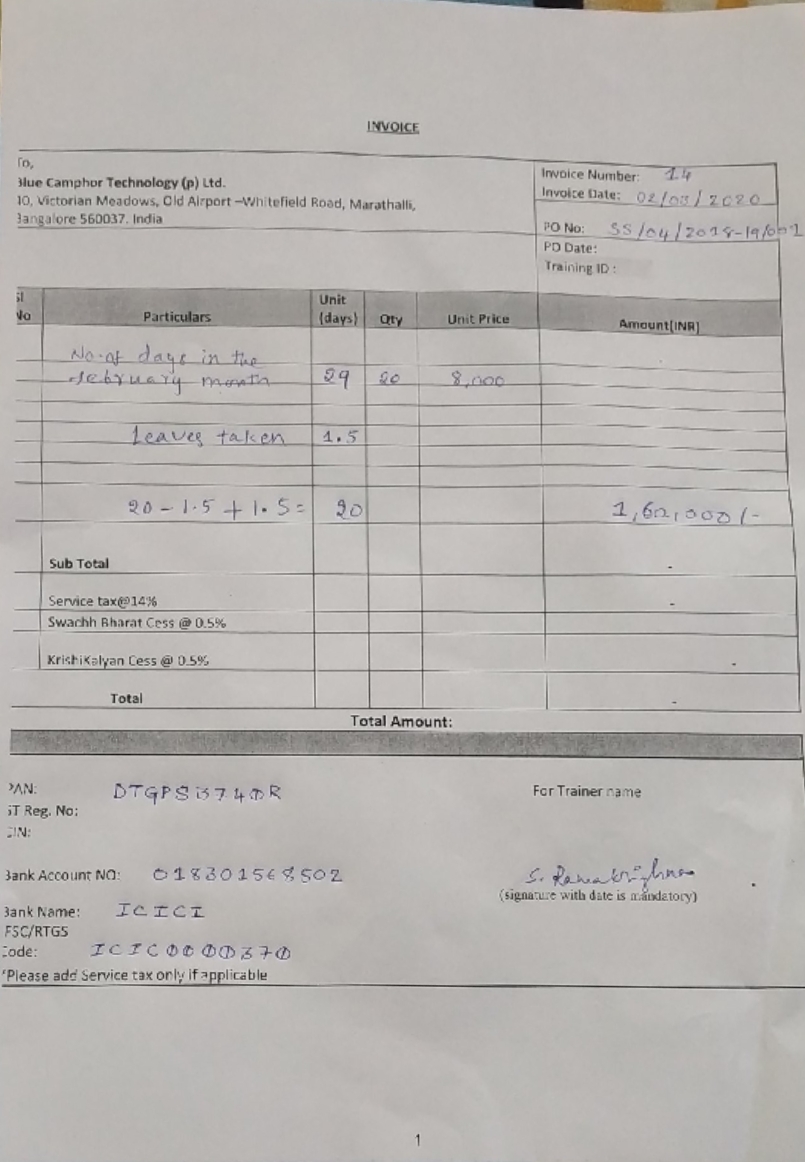 INVOICE
To,
Blue Camphor Technology (p) Ltd.
10, Victorian Meadows, Old Airport –Whitefield Road, Marathalli,
Bangalore 560037. India
Invoice Number: 14
Invoice Date: 02/03/2020
PO No: SS/04/2018-19/001
PO Date:
Training ID :
Sl No Particulars Unit (days) Qty Unit Price Amount(INR)
No. of days in the
february month 29 20 8,000
Leaves taken 1.5
20 - 1.5 + 1.5 = 20 1,60,000/-
Sub Total -
Service tax@14% -
Swachh Bharat Cess @ 0.5%
KrishiKalyan Cess @ 0.5% -
Total -
Total Amount:
PAN: For Trainer name
ST Reg. No:
CIN:
Bank Account NO: 018301568502
S. Ramakrishna
(signature with date is mandatory)
Bank Name: ICICI
IFSC/RTGS
Code: ICIC0000370
*Please add Service tax only if applicable
1